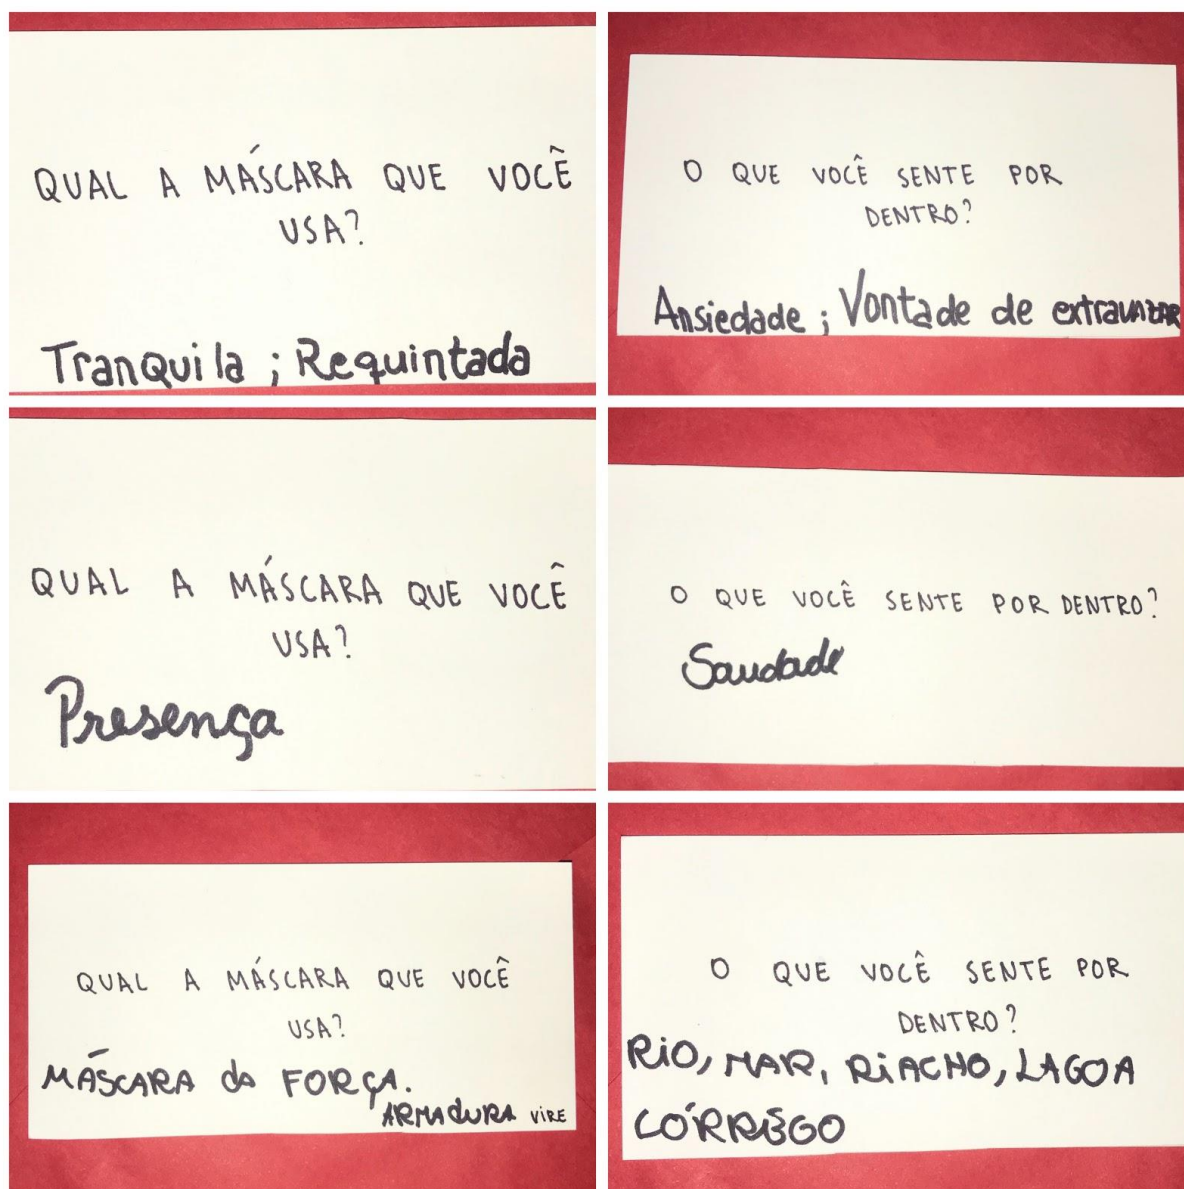 QUAL A MÁSCARA QUE VOCÊ
USA?
Tranquila ; Requintada
O QUE VOCÊ SENTE POR
DENTRO?
Ansiedade ; Vontade de extravazar
QUAL A MÁSCARA QUE VOCÊ
USA?
Presença
O QUE VOCÊ SENTE POR DENTRO?
Saudade
QUAL A MÁSCARA QUE VOCÊ
USA?
MÁSCARA da FORÇA.
ARMADURA VIRE
O QUE VOCÊ SENTE POR
DENTRO?
RIO, MAR, RIACHO, LAGOA
CÓRREGO